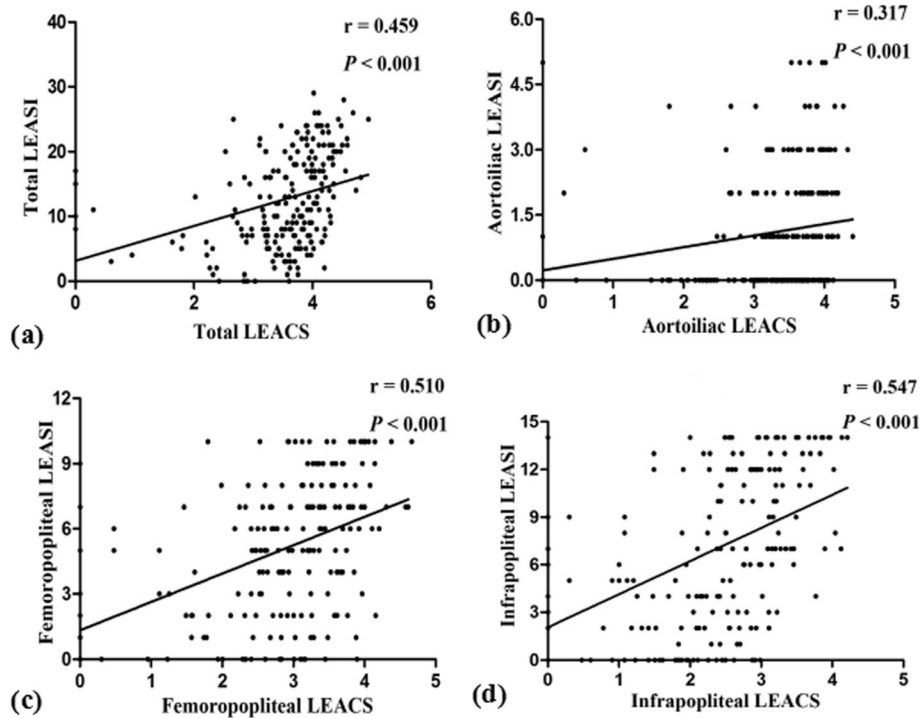 r = 0.459
P < 0.001
Total LEASI
40
30
20
10
0
0 2 4 6
Total LEACS
(a)
r = 0.317
P < 0.001
Aortoiliac LEASI
6.0
4.5
3.0
1.5
0.0
0 1 2 3 4 5
Aortoiliac LEACS
(b)
r = 0.510
P < 0.001
Femoropopliteal LEASI
12
9
6
3
0
0 1 2 3 4 5
Femoropopliteal LEACS
(c)
r = 0.547
P < 0.001
Infrapopliteal LEASI
15
12
9
6
3
0
0 1 2 3 4 5
Infrapopliteal LEACS
(d)